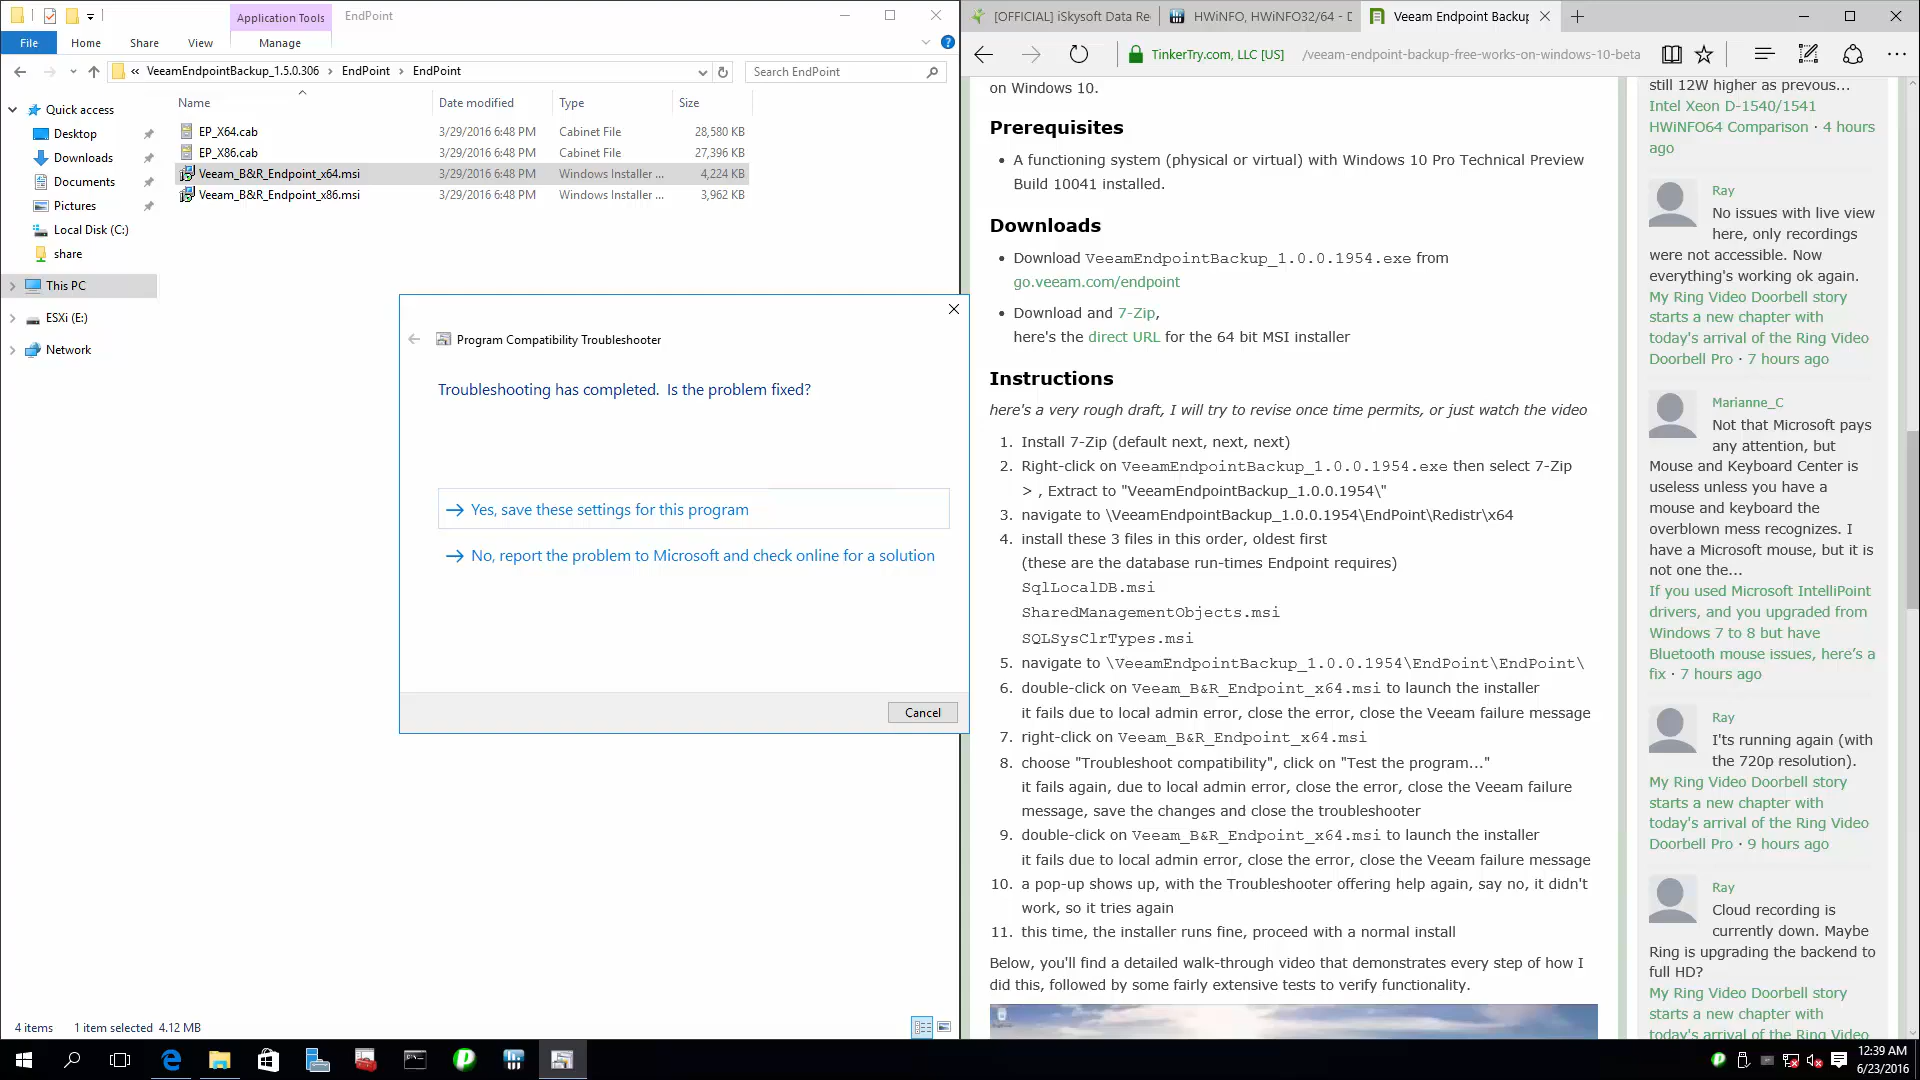 Application Tools
EndPoint
File
Home
Share
View
Manage
« VeeamEndpointBackup_1.5.0.306 > EndPoint > EndPoint
Search EndPoint
Quick access
Desktop
Downloads
Documents
Pictures
Local Disk (C:)
share
This PC
ESXi (E:)
Network
Name Date modified Type Size
EP_X64.cab 3/29/2016 6:48 PM Cabinet File 28,580 KB
EP_X86.cab 3/29/2016 6:48 PM Cabinet File 27,396 KB
Veeam_B&R_Endpoint_x64.msi 3/29/2016 6:48 PM Windows Installer ... 4,224 KB
Veeam_B&R_Endpoint_x86.msi 3/29/2016 6:48 PM Windows Installer ... 3,962 KB
Program Compatibility Troubleshooter
Troubleshooting has completed. Is the problem fixed?
Yes, save these settings for this program
No, report the problem to Microsoft and check online for a solution
Cancel
4 items 1 item selected 4.12 MB
[OFFICIAL] iSkysoft Data Re
HWiNFO, HWiNFO32/64 - D
Veeam Endpoint Backup
TinkerTry.com, LLC [US] /veeam-endpoint-backup-free-works-on-windows-10-beta
on Windows 10.
Prerequisites
• A functioning system (physical or virtual) with Windows 10 Pro Technical Preview
Build 10041 installed.
Downloads
• Download VeeamEndpointBackup_1.0.0.1954.exe from
go.veeam.com/endpoint
• Download and 7-Zip,
here's the direct URL for the 64 bit MSI installer
Instructions
here's a very rough draft, I will try to revise once time permits, or just watch the video
1. Install 7-Zip (default next, next, next)
2. Right-click on VeeamEndpointBackup_1.0.0.1954.exe then select 7-Zip
> , Extract to "VeeamEndpointBackup_1.0.0.1954\"
3. navigate to \VeeamEndpointBackup_1.0.0.1954\EndPoint\Redistr\x64
4. install these 3 files in this order, oldest first
(these are the database run-times Endpoint requires)
SqlLocalDB.msi
SharedManagementObjects.msi
SQLSysClrTypes.msi
5. navigate to \VeeamEndpointBackup_1.0.0.1954\EndPoint\EndPoint\
6. double-click on Veeam_B&R_Endpoint_x64.msi to launch the installer
it fails due to local admin error, close the error, close the Veeam failure message
7. right-click on Veeam_B&R_Endpoint_x64.msi
8. choose "Troubleshoot compatibility", click on "Test the program..."
it fails again, due to local admin error, close the error, close the Veeam failure
message, save the changes and close the troubleshooter
9. double-click on Veeam_B&R_Endpoint_x64.msi to launch the installer
it fails due to local admin error, close the error, close the Veeam failure message
10. a pop-up shows up, with the Troubleshooter offering help again, say no, it didn't
work, so it tries again
11. this time, the installer runs fine, proceed with a normal install
Below, you'll find a detailed walk-through video that demonstrates every step of how I
did this, followed by some fairly extensive tests to verify functionality.
still 12W higher as prevous...
Intel Xeon D-1540/1541
HWiNFO64 Comparison · 4 hours
ago
Ray
No issues with live view
here, only recordings
were not accessible. Now
everything's working ok again.
My Ring Video Doorbell story
starts a new chapter with
today's arrival of the Ring Video
Doorbell Pro · 7 hours ago
Marianne_C
Not that Microsoft pays
any attention, but
Mouse and Keyboard Center is
useless unless you have a
mouse and keyboard the
overblown mess recognizes. I
have a Microsoft mouse, but it is
not one the...
If you used Microsoft IntelliPoint
drivers, and you upgraded from
Windows 7 to 8 but have
Bluetooth mouse issues, here's a
fix · 7 hours ago
Ray
I'ts running again (with
the 720p resolution).
My Ring Video Doorbell story
starts a new chapter with
today's arrival of the Ring Video
Doorbell Pro · 9 hours ago
Ray
Cloud recording is
currently down. Maybe
Ring is upgrading the backend to
full HD?
My Ring Video Doorbell story
starts a new chapter with
today's arrival of the Ring Video
12:39 AM
6/23/2016